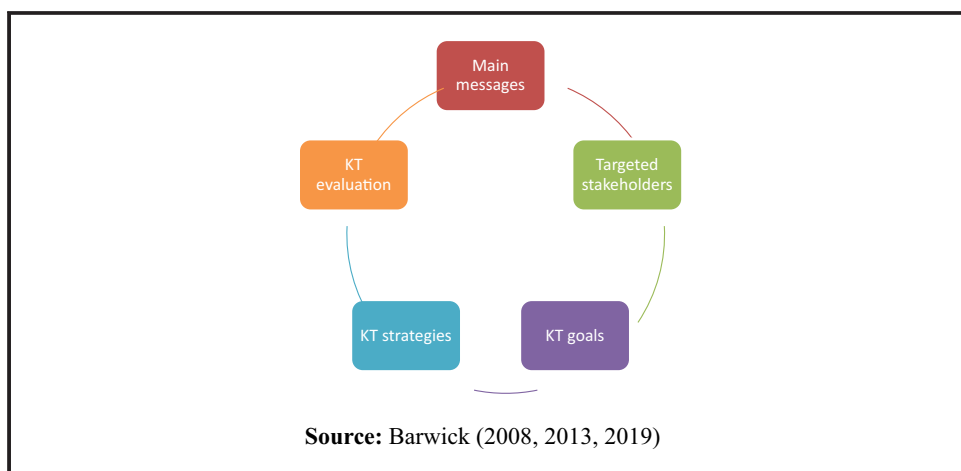 Main
messages
Targeted
stakeholders
KT goals
KT strategies
KT
evaluation
Source: Barwick (2008, 2013, 2019)